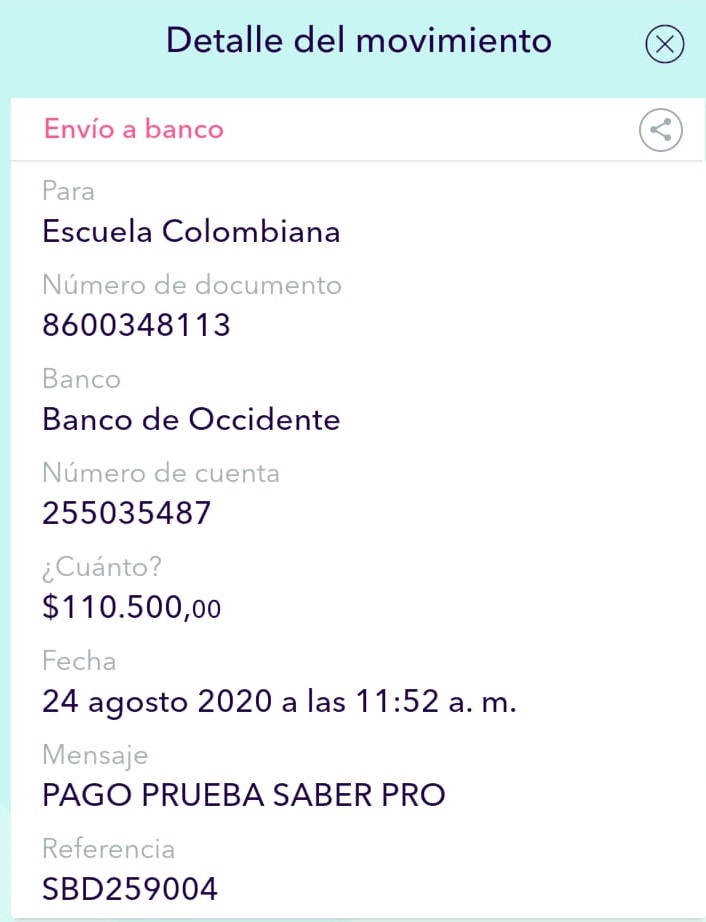 Detalle del movimiento
Envío a banco
Para
Escuela Colombiana
Número de documento
8600348113
Banco
Banco de Occidente
Número de cuenta
255035487
¿Cuánto?
$110.500,00
Fecha
24 agosto 2020 a las 11:52 a. m.
Mensaje
PAGO PRUEBA SABER PRO
Referencia
SBD259004